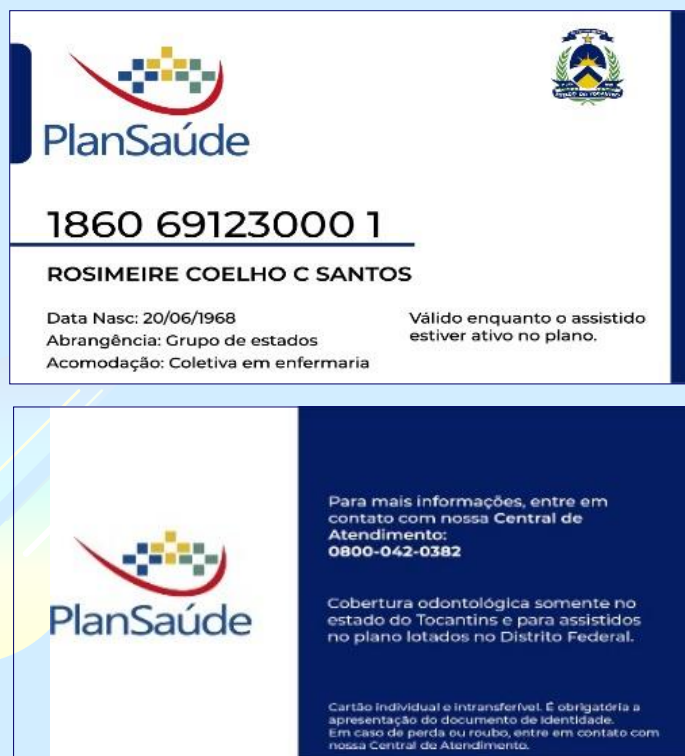 PlanSaúde
1860 69123000 1
ROSIMEIRE COELHO C SANTOS
Data Nasc: 20/06/1968
Abrangência: Grupo de estados
Acomodação: Coletiva em enfermaria
Válido enquanto o assistido
estiver ativo no plano.
PlanSaúde
Para mais informações, entre em
contato com nossa Central de
Atendimento:
0800-042-0382
Cobertura odontológica somente no
estado do Tocantins e para assistidos
no plano lotados no Distrito Federal.
Cartão individual e intransferível. É obrigatória a
apresentação do documento de identidade.
Em caso de perda ou roubo, entre em contato com
nossa Central de Atendimento.